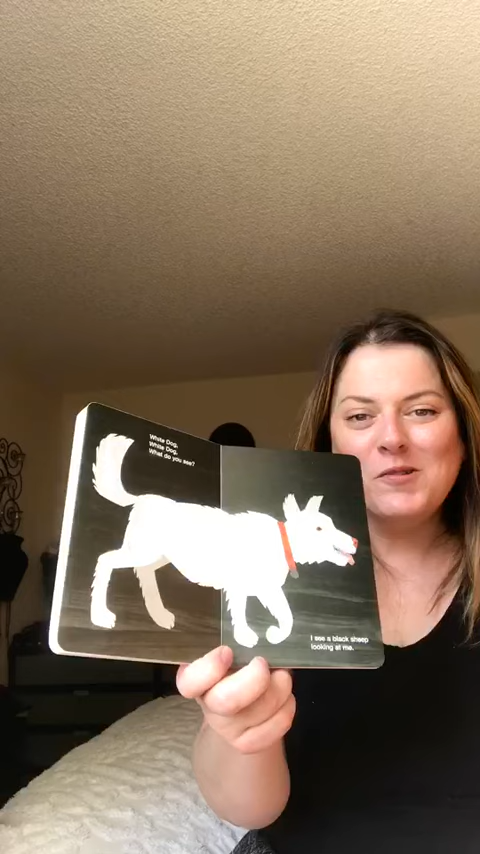 White Dog,
White Dog,
What do you see?
I see a black sheep
looking at me.